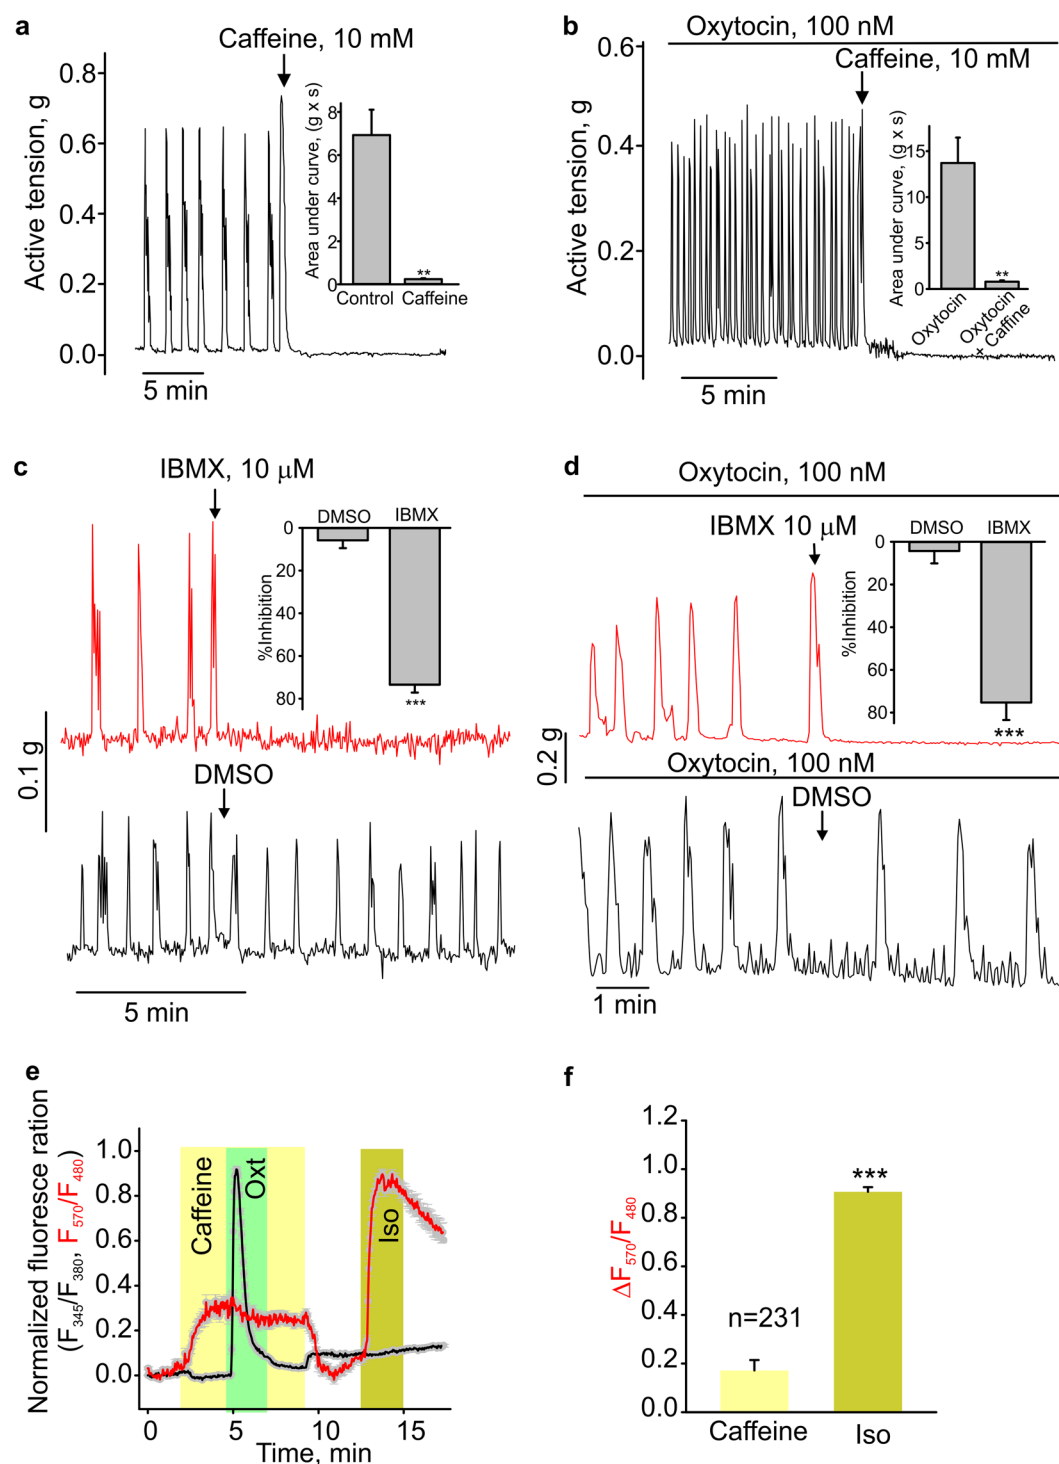 a
Caffeine, 10 mM
Active tension, g
0.8
0.6
0.4
0.2
0.0
5 min
Area under curve, (g x s)
8
6
4
2
0
**
Control
Caffeine
b
Oxytocin, 100 nM
Caffeine, 10 mM
Active tension, g
0.6
0.4
0.2
0.0
5 min
Area under curve, (g x s)
15
10
5
0
**
Oxytocin
Oxytocin
+ Caffine
c
IBMX, 10 μM
DMSO
IBMX
%Inhibition
0
20
40
60
80
***
0.1 g
DMSO
5 min
d
Oxytocin, 100 nM
IBMX 10 μM
DMSO
IBMX
%Inhibition
0
20
40
60
80
***
0.2 g
Oxytocin, 100 nM
DMSO
1 min
e
Normalized fluoresce ration
(F345/F380, F570/F480)
1.0
0.8
0.6
0.4
0.2
0.0
Caffeine
Oxt
Iso
0
5
10
15
Time, min
f
ΔF570/F480
1.2
1.0
0.8
0.6
0.4
0.2
0.0
n=231
***
Caffeine
Iso